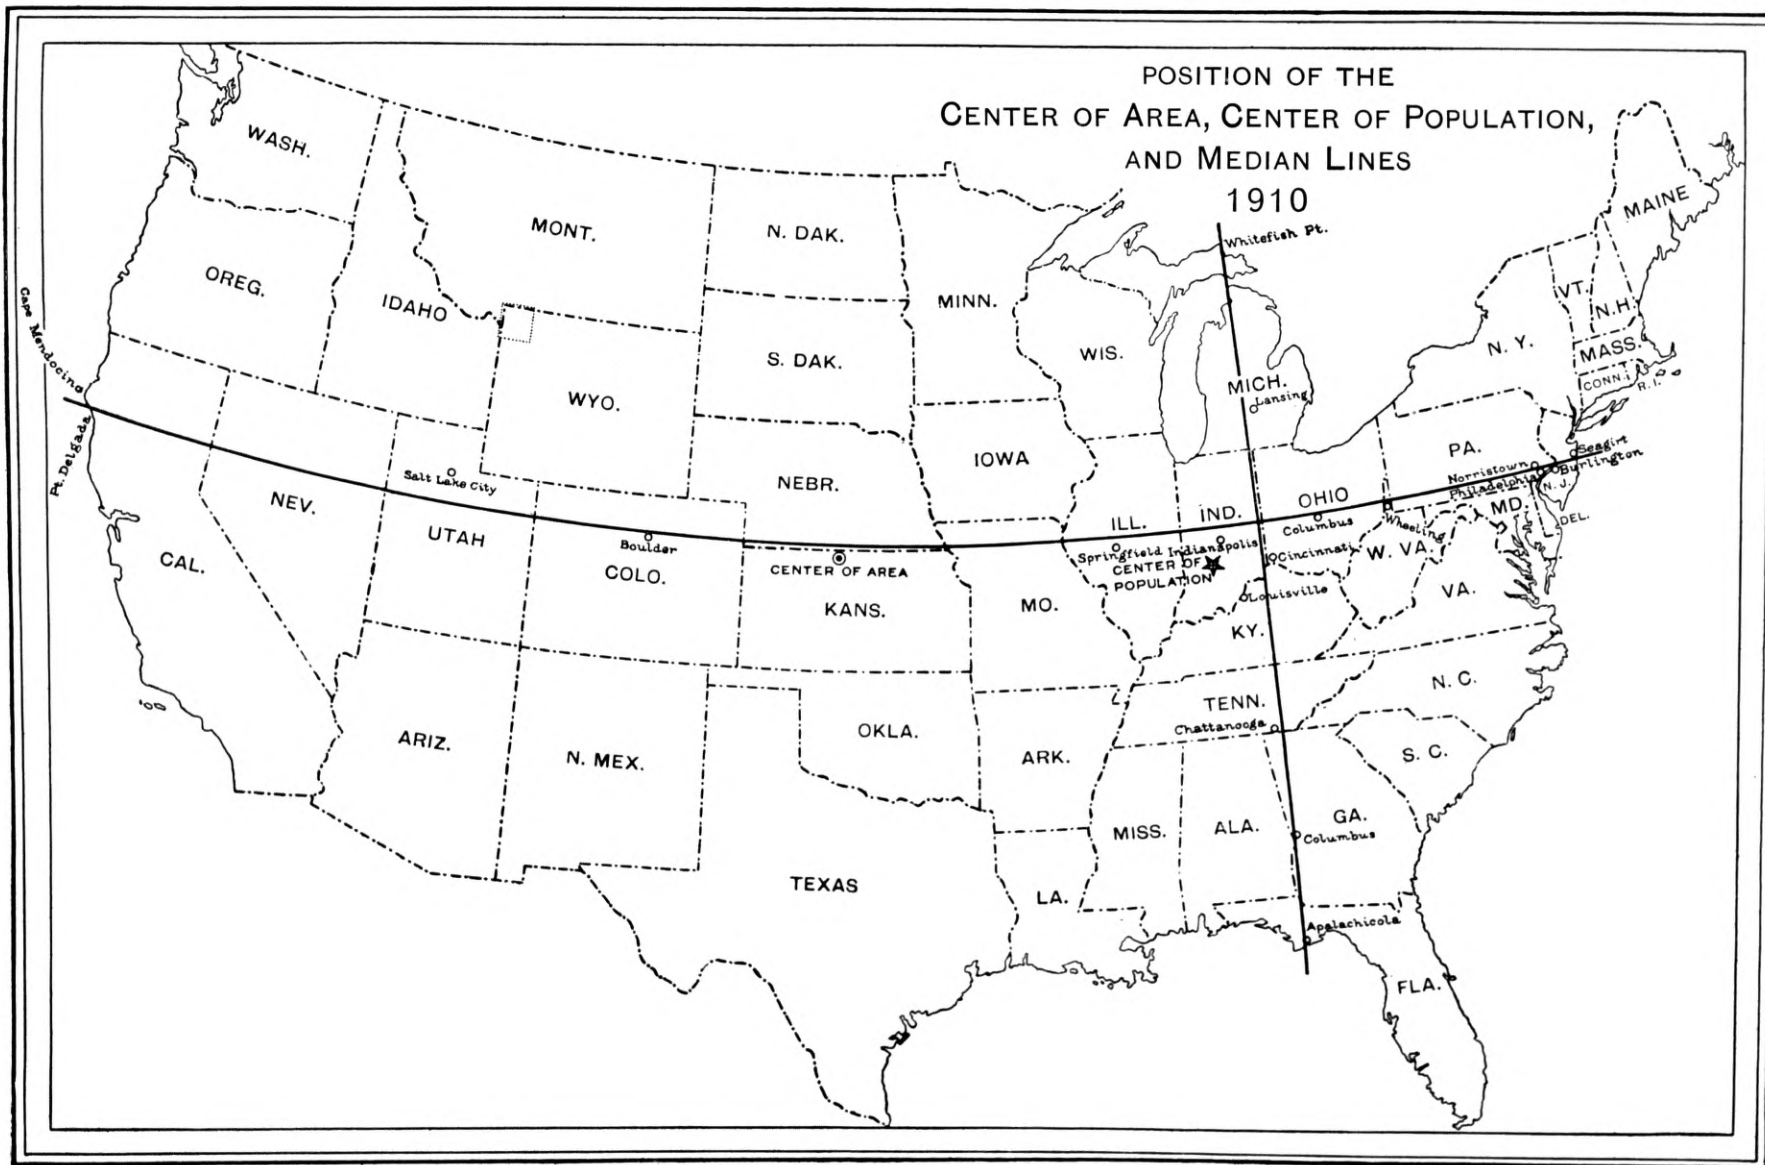 POSITION OF THE
CENTER OF AREA, CENTER OF POPULATION,
AND MEDIAN LINES
1910
WASH.
MONT.
N. DAK.
MINN.
Whitefish Pt.
MAINE
OREG.
IDAHO
S. DAK.
WIS.
MICH.
Lansing
N. Y.
VT.
N.H.
MASS.
CONN.
R.I.
Cape Mendocino
Pt. Delgada
WYO.
NEBR.
IOWA
PA.
Seagirt
Norristown
Burlington
Philadelphia
N. J.
MD.
DEL.
Salt Lake City
NEV.
UTAH
Boulder
COLO.
CENTER OF AREA
KANS.
ILL.
IND.
OHIO
Columbus
Wheeling
Springfield
Indianapolis
Cincinnati
CENTER OF
POPULATION
W. VA.
VA.
CAL.
MO.
Louisville
KY.
TENN.
Chattanooga
N. C.
ARIZ.
N. MEX.
OKLA.
ARK.
S. C.
MISS.
ALA.
GA.
Columbus
TEXAS
LA.
Apalachicola
FLA.